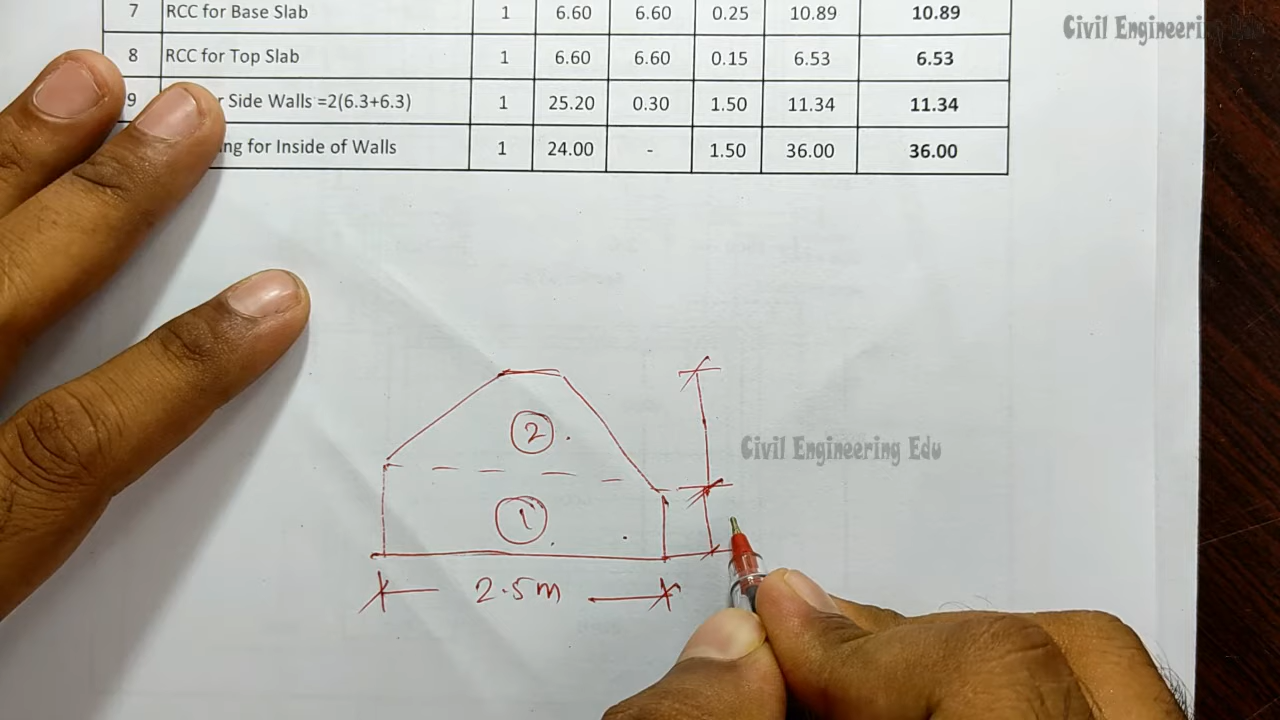 7 RCC for Base Slab 1 6.60 6.60 0.25 10.89 10.89
Civil Engineering Edu
8 RCC for Top Slab 1 6.60 6.60 0.15 6.53 6.53
9 Side Walls =2(6.3+6.3) 1 25.20 0.30 1.50 11.34 11.34
for Inside of Walls 1 24.00 - 1.50 36.00 36.00
2
Civil Engineering Edu
1
2.5m